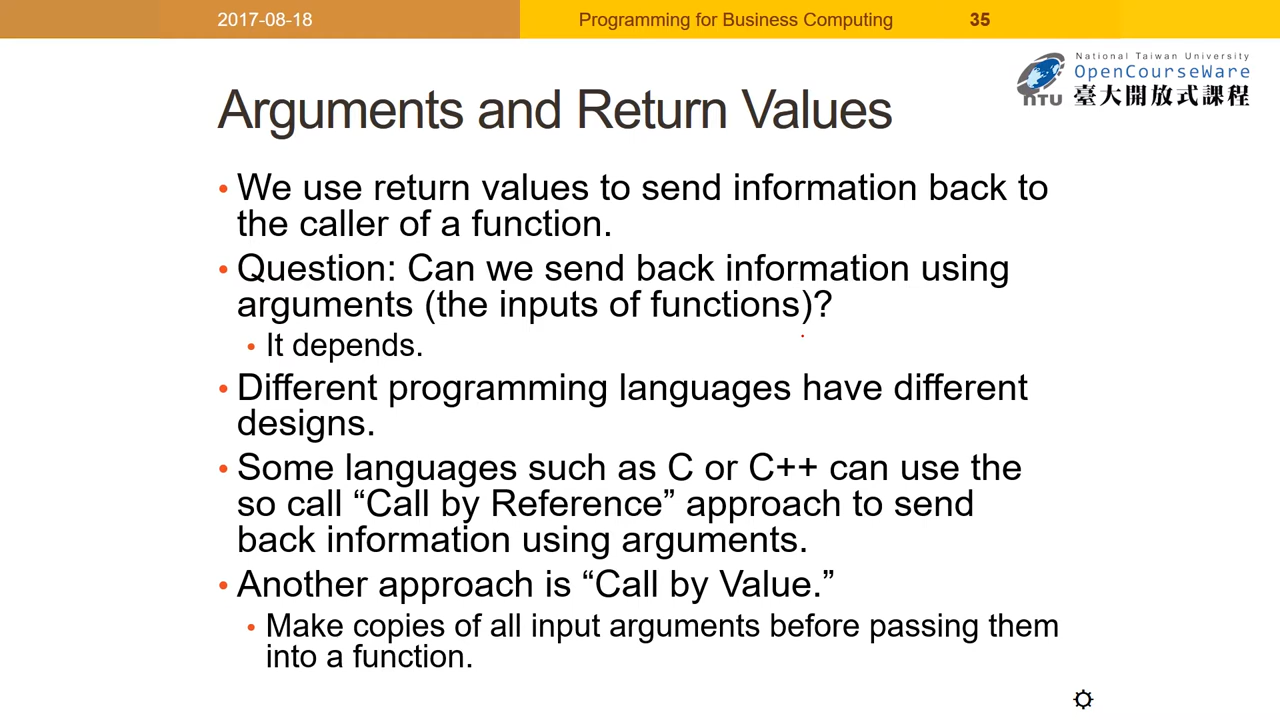 2017-08-18
Programming for Business Computing
35
National Taiwan University
OpenCourseWare
NTU
臺大開放式課程
Arguments and Return Values
• We use return values to send information back to
the caller of a function.
• Question: Can we send back information using
arguments (the inputs of functions)?
• It depends.
• Different programming languages have different
designs.
• Some languages such as C or C++ can use the
so call “Call by Reference” approach to send
back information using arguments.
• Another approach is “Call by Value.”
• Make copies of all input arguments before passing them
into a function.